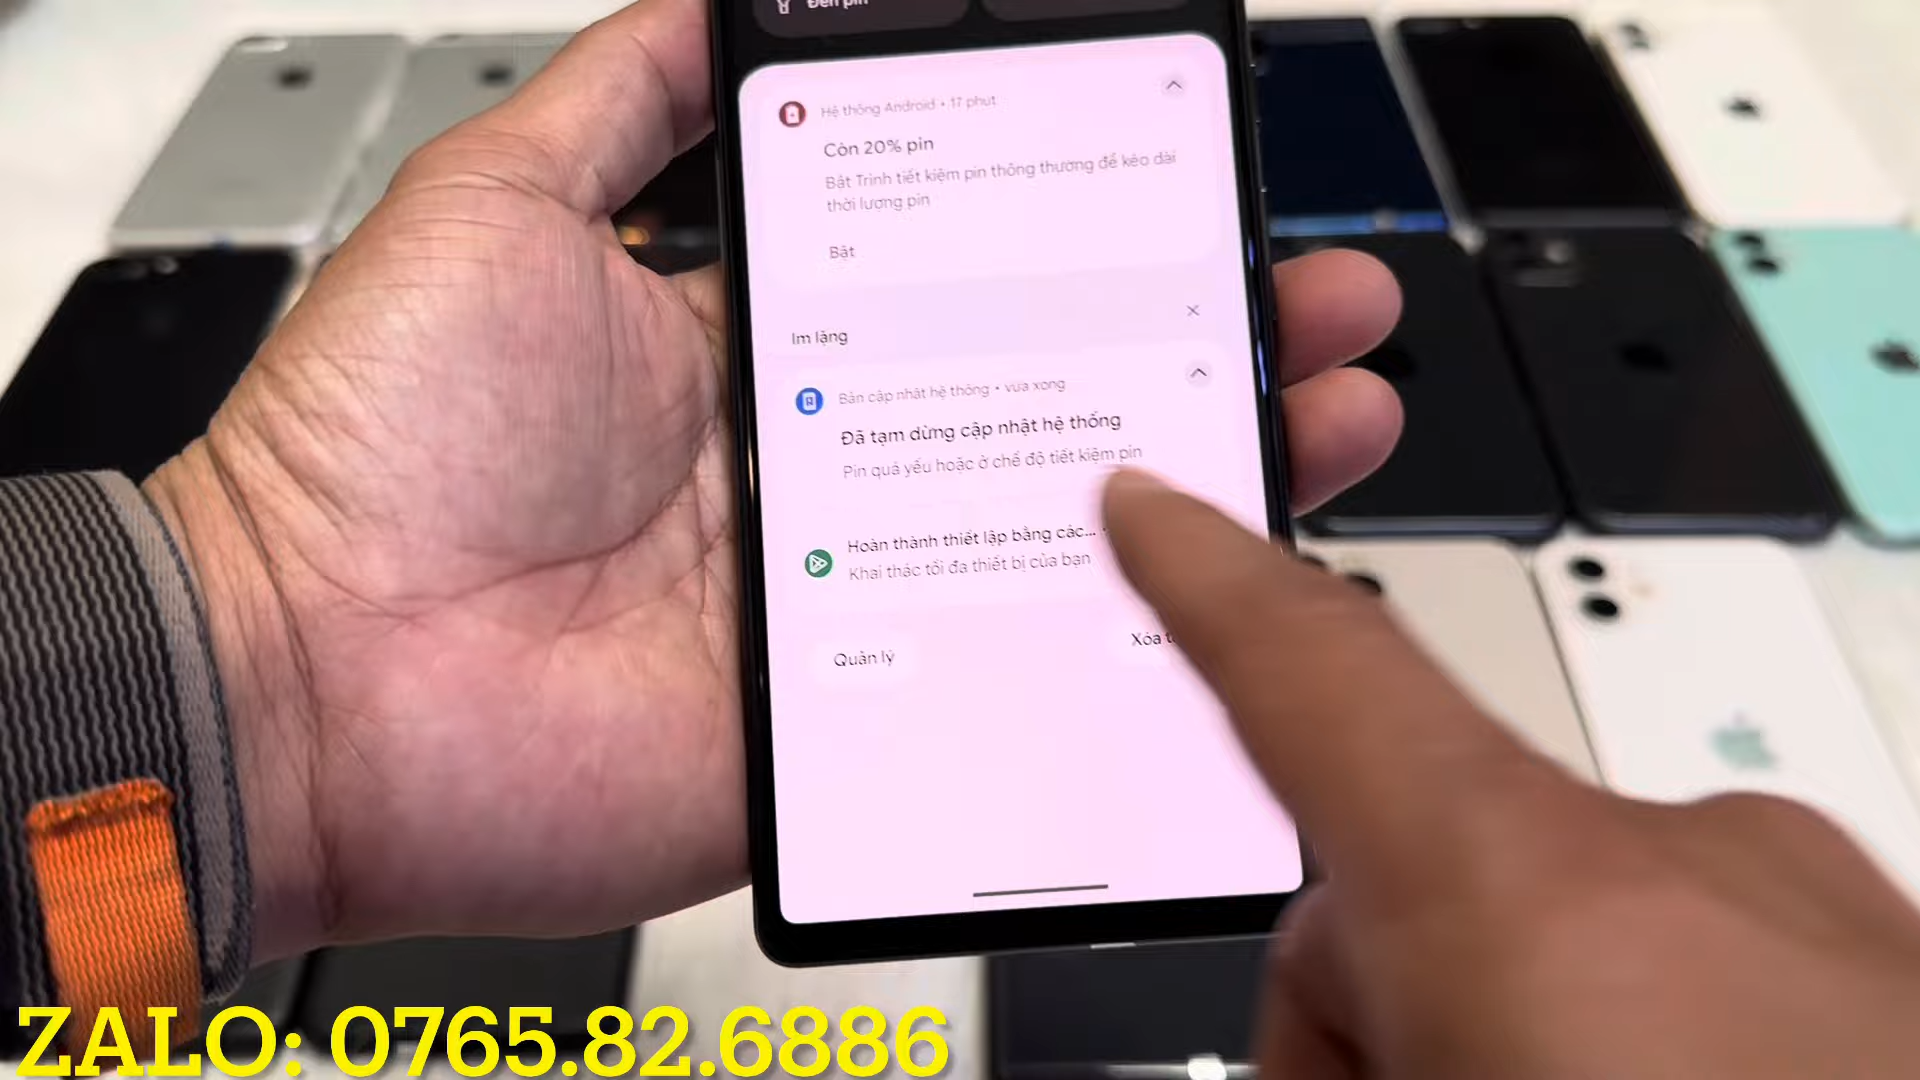 Đèn pin
Hệ thống Android • 17 phút
Còn 20% pin
Bật Trình tiết kiệm pin thông thường để kéo dài
thời lượng pin
Bật
Im lặng
Bản cập nhật hệ thống • vừa xong
Đã tạm dừng cập nhật hệ thống
Pin quá yếu hoặc ở chế độ tiết kiệm pin
Hoàn thành thiết lập bằng các...
Khai thác tối đa thiết bị của bạn
Quản lý
Xóa
ZALO: 0765.82.6886